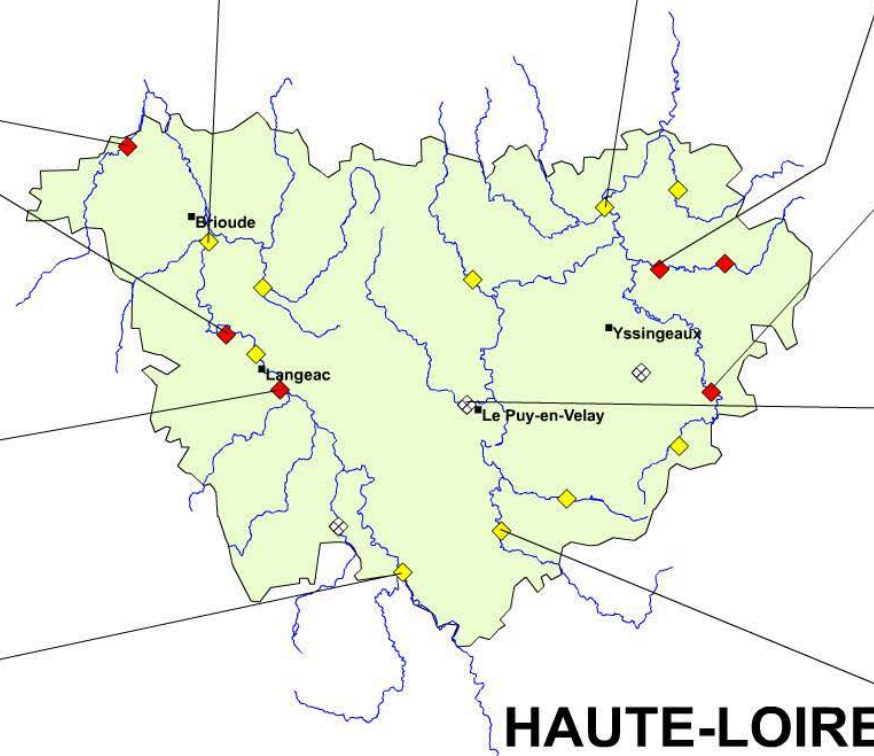 Brioude
Yssingeaux
Langeac
Le Puy-en-Velay
HAUTE-LOIRE